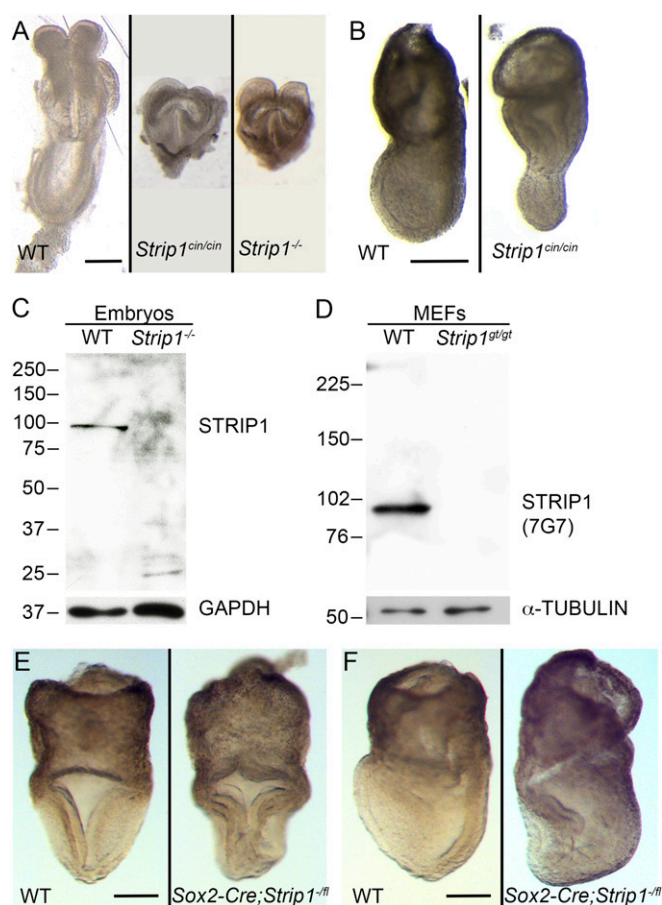 A
B
WT
Strip1cin/cin
Strip1-/-
WT
Strip1cin/cin
C
Embryos
WT Strip1-/-
250
150
100
75
50
37
25
STRIP1
37
GAPDH
D
MEFs
WT Strip1gt/gt
225
150
102
76
STRIP1
(7G7)
50
α-TUBULIN
E
WT
Sox2-Cre;Strip1-/fl
F
WT
Sox2-Cre;Strip1-/fl